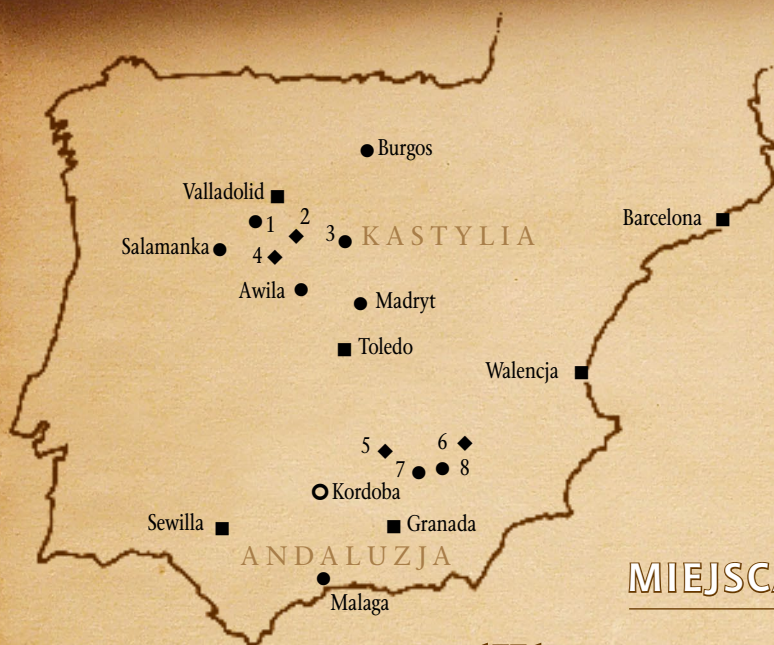 Burgos
Valladolid
1
2
Barcelona
3
KASTYLIA
Salamanka
4
Awila
Madryt
Toledo
Walencja
5
6
7
8
Kordoba
Sewilla
Granada
ANDALUZJA
MIEJSCA
Malaga